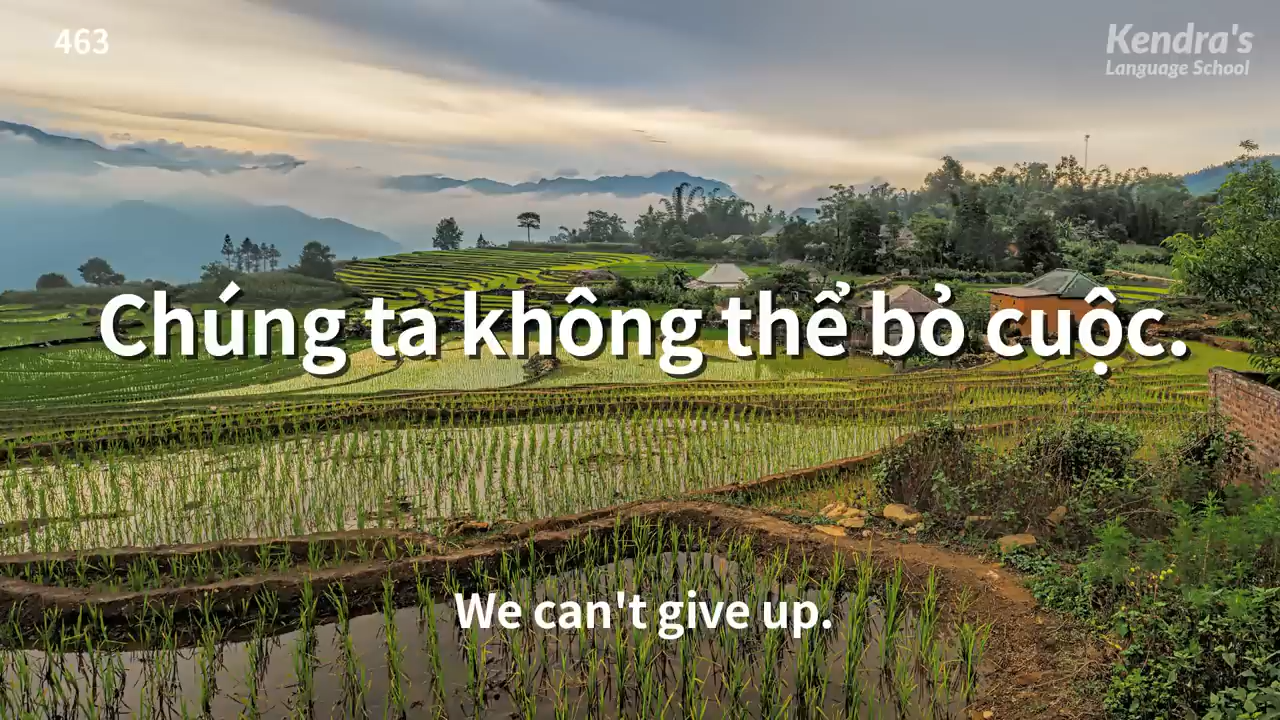 463
Kendra's
Language School
Chúng ta không thể bỏ cuộc.
We can't give up.